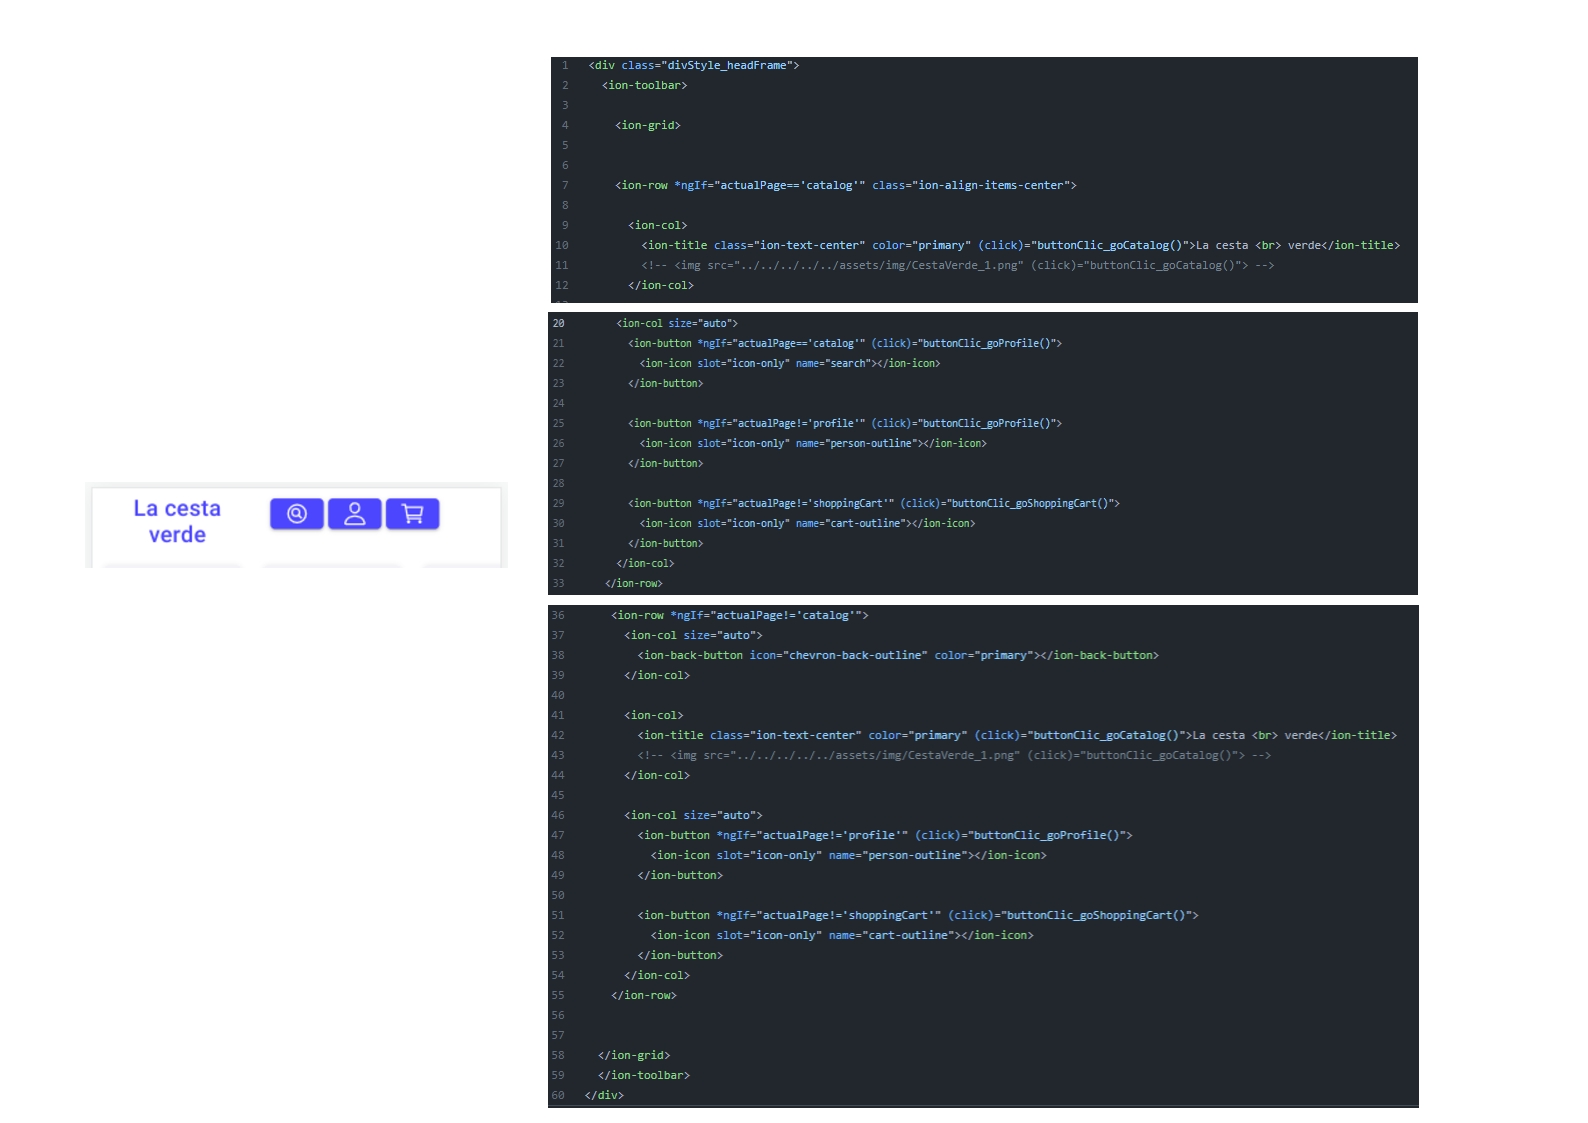 La cesta
verde
1 <div class="divStyle_headFrame">
2 <ion-toolbar>
3
4 <ion-grid>
5
6
7 <ion-row *ngIf="actualPage=='catalog'" class="ion-align-items-center">
8
9 <ion-col>
10 <ion-title class="ion-text-center" color="primary" (click)="buttonClic_goCatalog()">La cesta <br> verde</ion-title>
11 <!-- <img src="../../../../../assets/img/CestaVerde_1.png" (click)="buttonClic_goCatalog()"> -->
12 </ion-col>
20 <ion-col size="auto">
21 <ion-button *ngIf="actualPage=='catalog'" (click)="buttonClic_goProfile()">
22 <ion-icon slot="icon-only" name="search"></ion-icon>
23 </ion-button>
24
25 <ion-button *ngIf="actualPage!='profile'" (click)="buttonClic_goProfile()">
26 <ion-icon slot="icon-only" name="person-outline"></ion-icon>
27 </ion-button>
28
29 <ion-button *ngIf="actualPage!='shoppingCart'" (click)="buttonClic_goShoppingCart()">
30 <ion-icon slot="icon-only" name="cart-outline"></ion-icon>
31 </ion-button>
32 </ion-col>
33 </ion-row>
36 <ion-row *ngIf="actualPage!='catalog'">
37 <ion-col size="auto">
38 <ion-back-button icon="chevron-back-outline" color="primary"></ion-back-button>
39 </ion-col>
40
41 <ion-col>
42 <ion-title class="ion-text-center" color="primary" (click)="buttonClic_goCatalog()">La cesta <br> verde</ion-title>
43 <!-- <img src="../../../../../assets/img/CestaVerde_1.png" (click)="buttonClic_goCatalog()"> -->
44 </ion-col>
45
46 <ion-col size="auto">
47 <ion-button *ngIf="actualPage!='profile'" (click)="buttonClic_goProfile()">
48 <ion-icon slot="icon-only" name="person-outline"></ion-icon>
49 </ion-button>
50
51 <ion-button *ngIf="actualPage!='shoppingCart'" (click)="buttonClic_goShoppingCart()">
52 <ion-icon slot="icon-only" name="cart-outline"></ion-icon>
53 </ion-button>
54 </ion-col>
55 </ion-row>
56
57
58 </ion-grid>
59 </ion-toolbar>
60 </div>